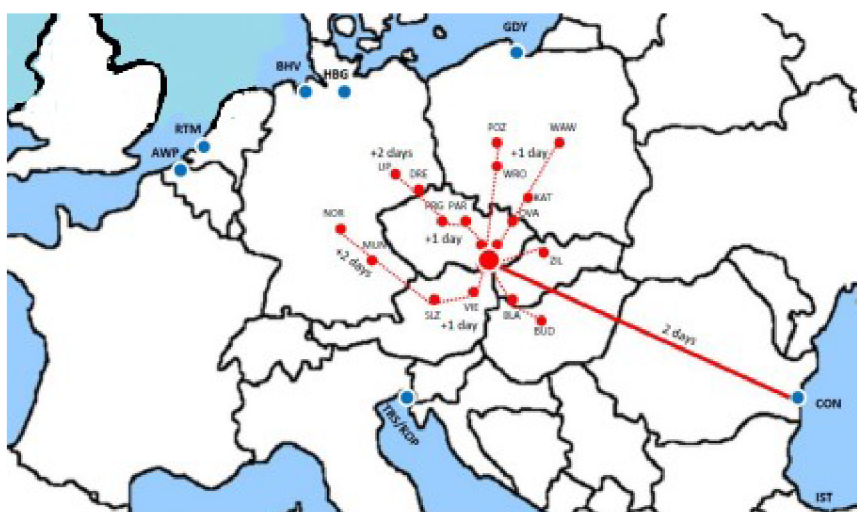 GDY
BHV
HBG
RTM
AWP
POZ
WAW
+1 day
+2 days
LIP
DRE
WRO
KAT
PRG
PAR
OVA
NOR
+1 day
MUN
+2 days
ZIL
SLZ
VIE
+1 day
BLA
BUD
2 days
TRS/KOP
CON
IST